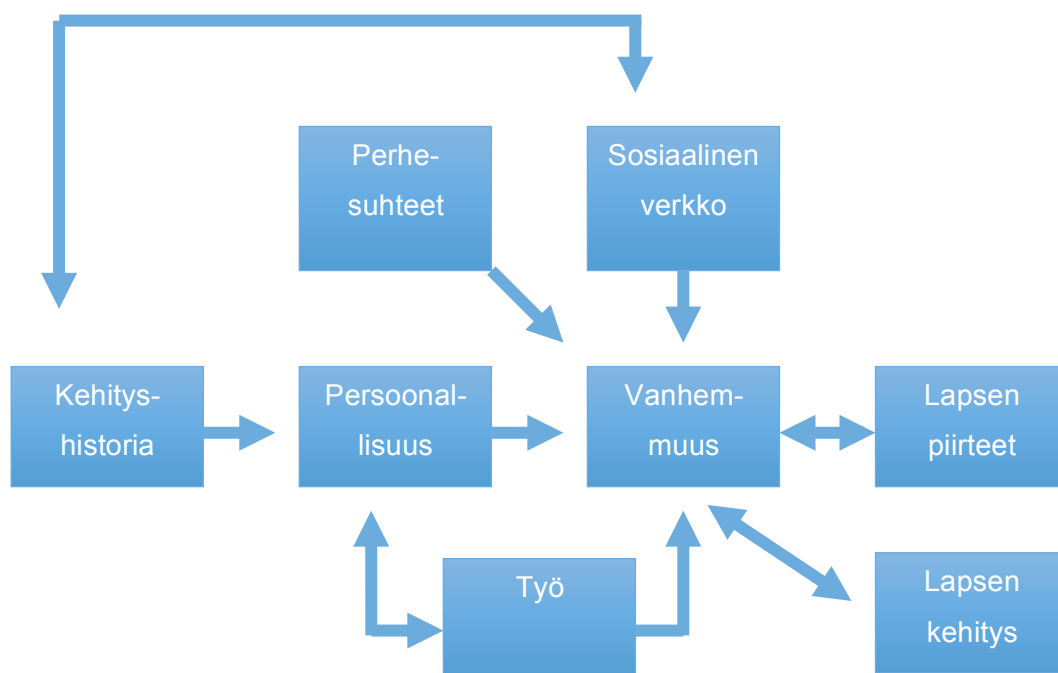 Perhe-
suhteet
Sosiaalinen
verkko
Kehitys-
historia
Persoonal-
lisuus
Vanhem-
muus
Lapsen
piirteet
Työ
Lapsen
kehitys